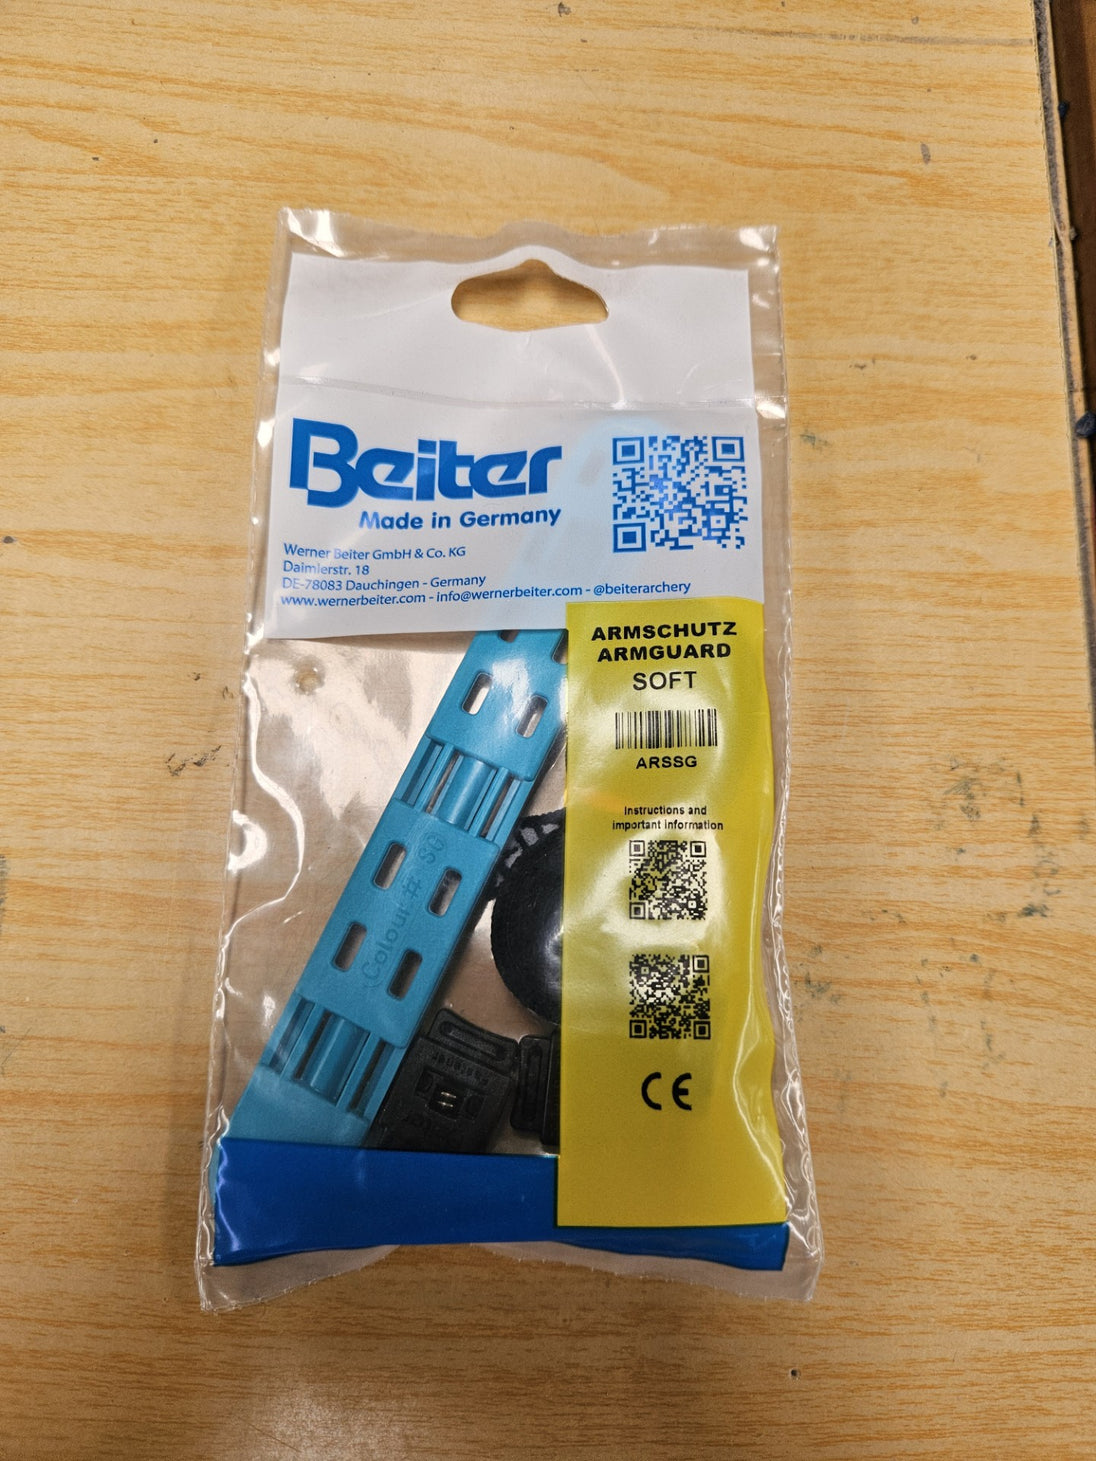 Beiter
Made in Germany
Werner Beiter GmbH & Co. KG
Daimlerstr. 18
DE-78083 Dauchingen - Germany
www.wernerbeiter.com - info@wernerbeiter.com - @beiterarchery
ARMSCHUTZ
ARMGUARD
SOFT
ARSSG
Instructions and
important information
CE
Colour#